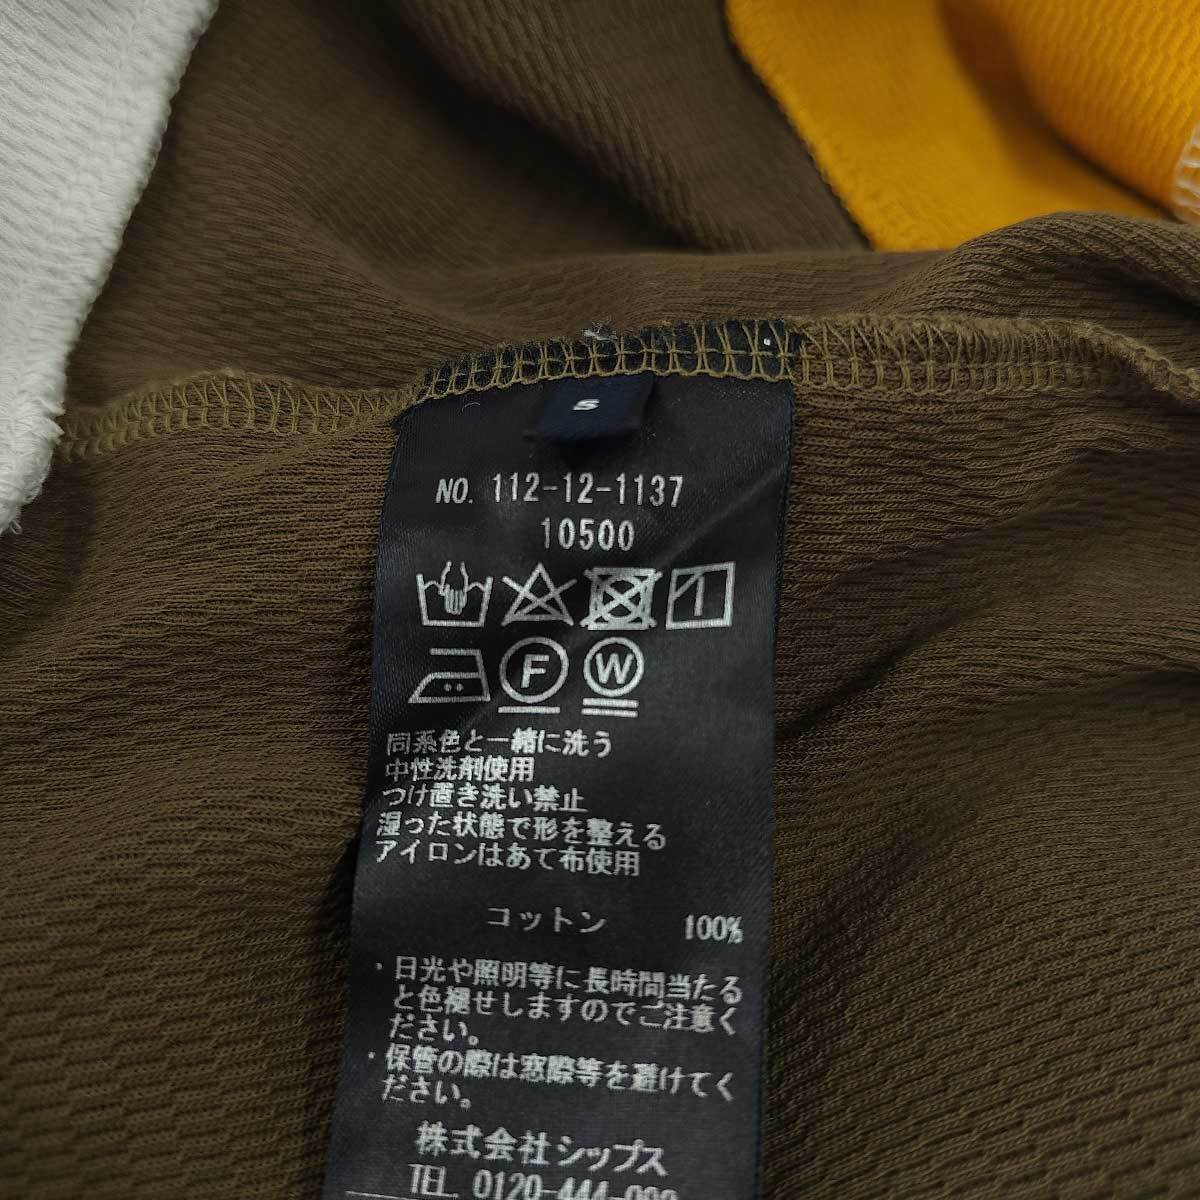 S
NO. 112-12-1137
10500
F
W
同系色と一緒に洗う
中性洗剤使用
つけ置き洗い禁止
湿った状態で形を整える
アイロンはあて布使用
コットン 100%
・日光や照明等に長時間当たる
と色褪せしますのでご注意く
ださい。
・保管の際は窓際等を避けてく
ださい。
株式会社シップス
TEL 0120-444-